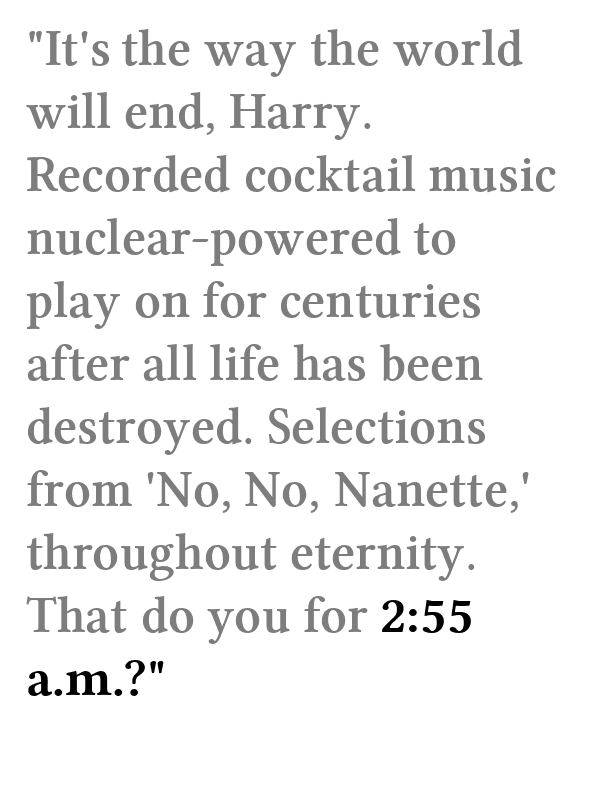 "It's the way the world
will end, Harry.
Recorded cocktail music
nuclear-powered to
play on for centuries
after all life has been
destroyed. Selections
from 'No, No, Nanette,'
throughout eternity.
That do you for 2:55
a.m.?"